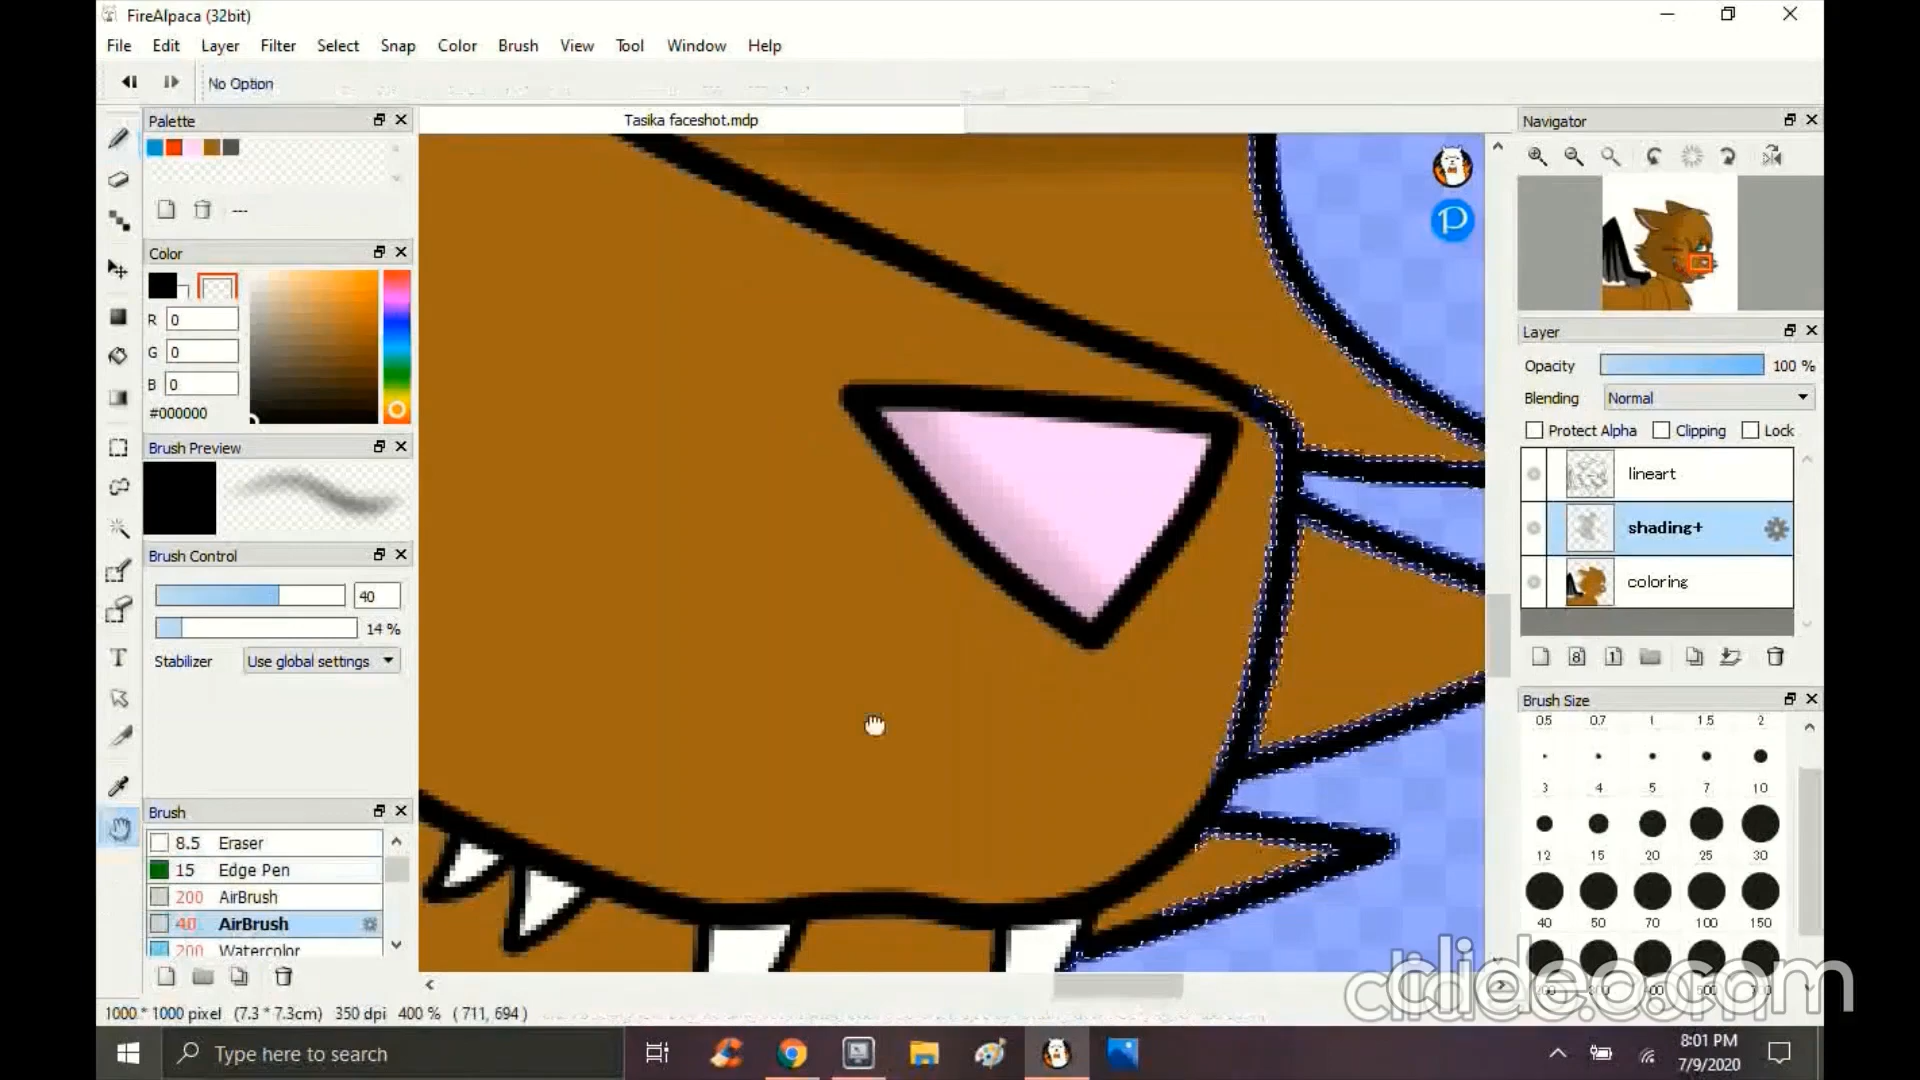 FireAlpaca (32bit)
File Edit Layer Filter Select Snap Color Brush View Tool Window Help
No Option
Palette
Tasika faceshot.mdp
Navigator
---
Color
R 0
G 0
B 0
#000000
Layer
Opacity 100 %
Blending Normal
Protect Alpha Clipping Lock
lineart
shading+
coloring
Brush Preview
Brush Control
40
14 %
Stabilizer Use global settings
Brush Size
0.5 0.7 1 1.5 2
3 4 5 7 10
12 15 20 25 30
40 50 70 100 150
Brush
8.5 Eraser
15 Edge Pen
200 AirBrush
40 AirBrush
200 Watercolor
T
P
8
1
1000 * 1000 pixel (7.3 * 7.3cm) 350 dpi 400 % ( 711, 694 )
clideo.com
Type here to search
8:01 PM
7/9/2020